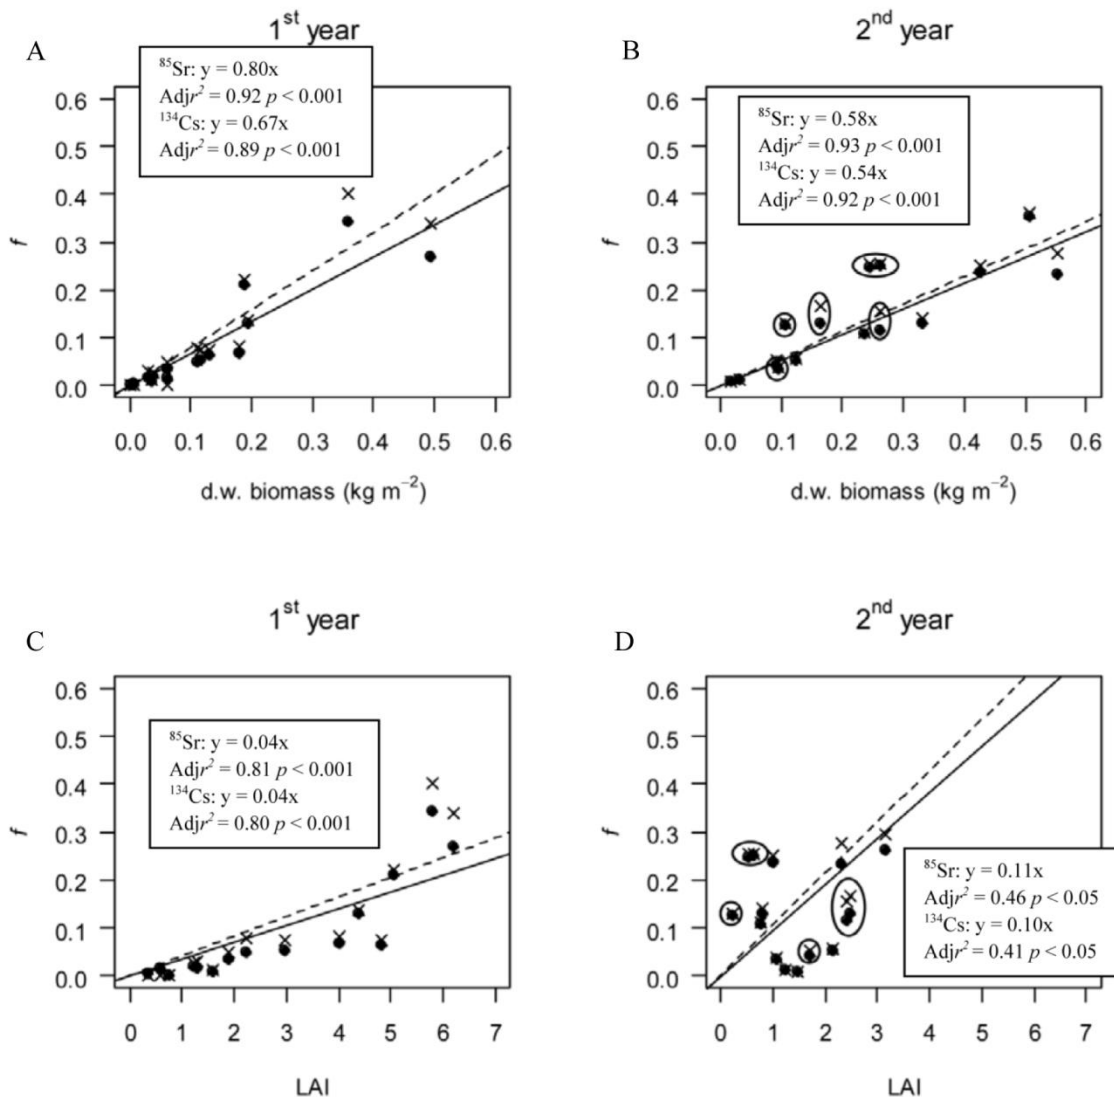 1st year
A
85Sr: y = 0.80x
Adjr2 = 0.92 p < 0.001
134Cs: y = 0.67x
Adjr2 = 0.89 p < 0.001
0.6
0.5
0.4
0.3
0.2
0.1
0.0
f
0.0 0.1 0.2 0.3 0.4 0.5 0.6
d.w. biomass (kg m−2)
2nd year
B
85Sr: y = 0.58x
Adjr2 = 0.93 p < 0.001
134Cs: y = 0.54x
Adjr2 = 0.92 p < 0.001
0.6
0.5
0.4
0.3
0.2
0.1
0.0
f
0.0 0.1 0.2 0.3 0.4 0.5 0.6
d.w. biomass (kg m−2)
1st year
C
85Sr: y = 0.04x
Adjr2 = 0.81 p < 0.001
134Cs: y = 0.04x
Adjr2 = 0.80 p < 0.001
0.6
0.5
0.4
0.3
0.2
0.1
0.0
f
0 1 2 3 4 5 6 7
LAI
2nd year
D
0.6
0.5
0.4
0.3
0.2
0.1
0.0
f
85Sr: y = 0.11x
Adjr2 = 0.46 p < 0.05
134Cs: y = 0.10x
Adjr2 = 0.41 p < 0.05
0 1 2 3 4 5 6 7
LAI